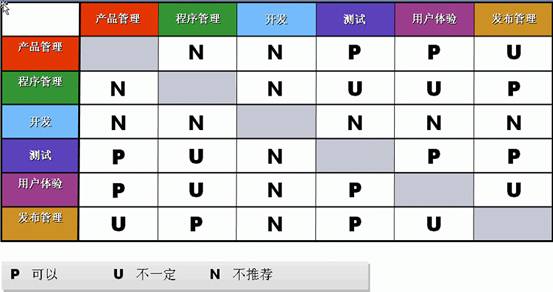 产品管理 程序管理 开发 测试 用户体验 发布管理
产品管理 N N P P U
程序管理 N N U U P
开发 N N N N N
测试 P U N P P
用户体验 P U N P U
发布管理 U P N P U
P 可以 U 不一定 N 不推荐